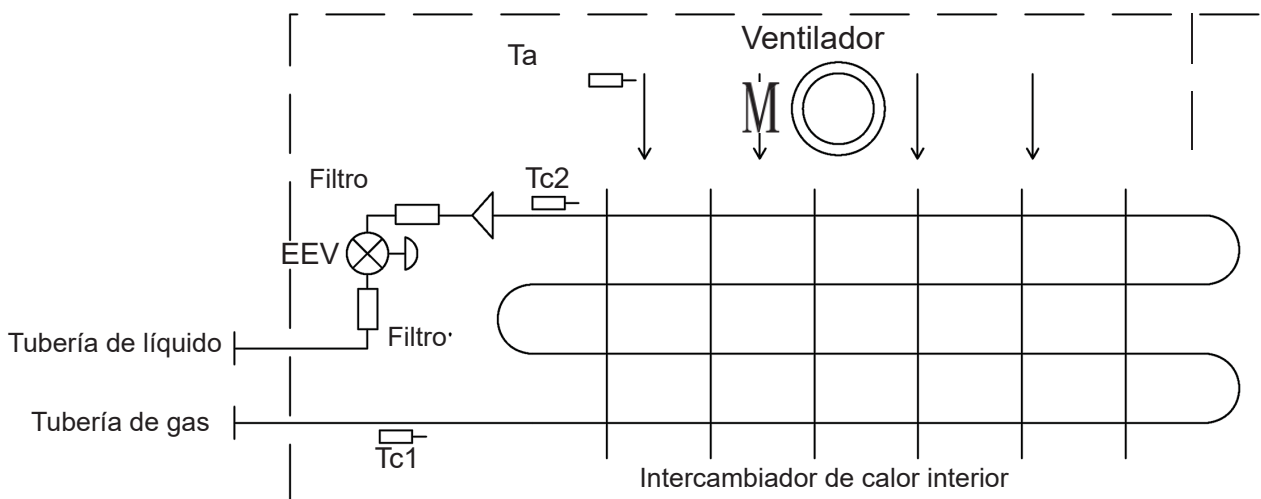 Ventilador
Ta
M
Filtro
Tc2
EEV
Filtro
Tubería de líquido
Tubería de gas
Tc1
Intercambiador de calor interior